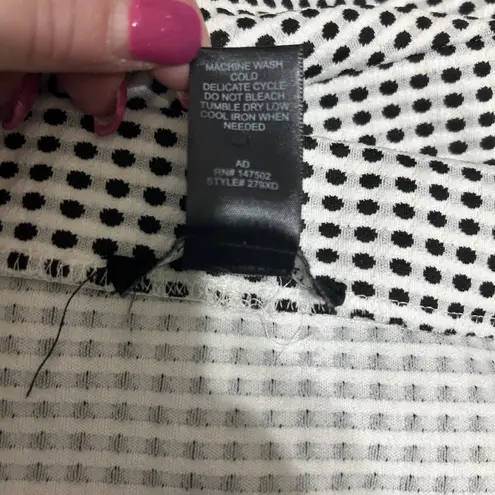 MACHINE WASH
COLD
DELICATE CYCLE
DO NOT BLEACH
TUMBLE DRY LOW
COOL IRON WHEN
NEEDED
AD
RN# 147502
STYLE# 279XD